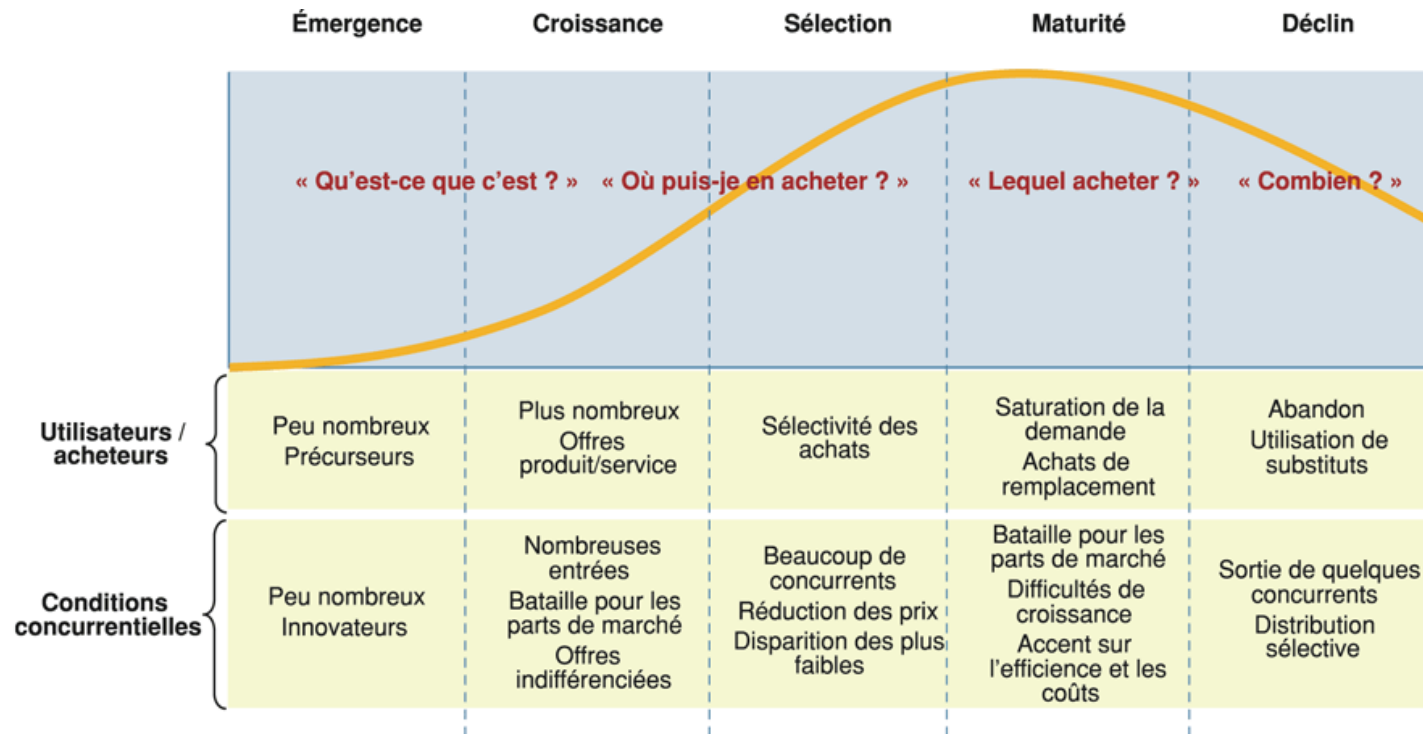 Émergence Croissance Sélection Maturité Déclin
« Qu’est-ce que c’est ? » « Où puis-je en acheter ? » « Lequel acheter ? » « Combien ? »
Utilisateurs /
acheteurs
Peu nombreux
Précurseurs
Plus nombreux
Offres
produit/service
Sélectivité des
achats
Saturation de la
demande
Achats de
remplacement
Abandon
Utilisation de
substituts
Conditions
concurrentielles
Peu nombreux
Innovateurs
Nombreuses
entrées
Bataille pour les
parts de marché
Offres
indifférenciées
Beaucoup de
concurrents
Réduction des prix
Disparition des plus
faibles
Bataille pour les
parts de marché
Difficultés de
croissance
Accent sur
l’efficience et les
coûts
Sortie de quelques
concurrents
Distribution
sélective